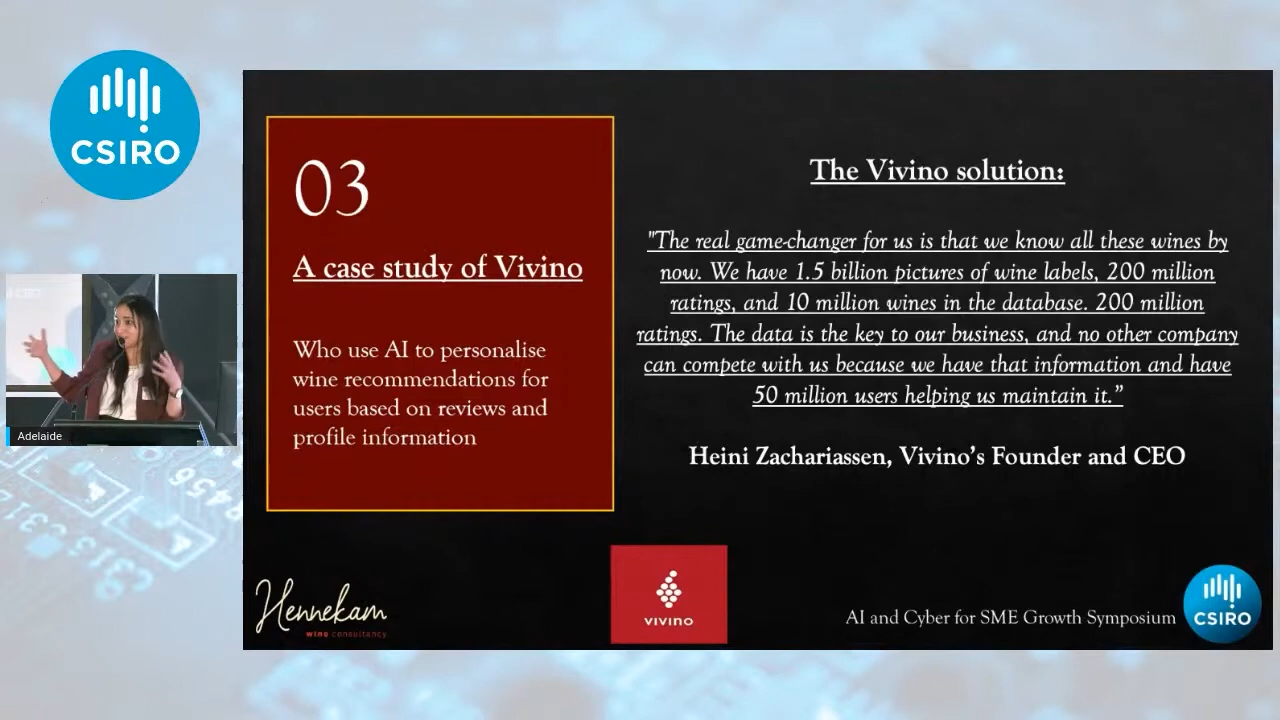 CSIRO
Adelaide
03
A case study of Vivino
Who use AI to personalise
wine recommendations for
users based on reviews and
profile information
The Vivino solution:
"The real game-changer for us is that we know all these wines by
now. We have 1.5 billion pictures of wine labels, 200 million
ratings, and 10 million wines in the database. 200 million
ratings. The data is the key to our business, and no other company
can compete with us because we have that information and have
50 million users helping us maintain it.”
Heini Zachariassen, Vivino’s Founder and CEO
Hennekam
wine consultancy
VIVINO
AI and Cyber for SME Growth Symposium
CSIRO